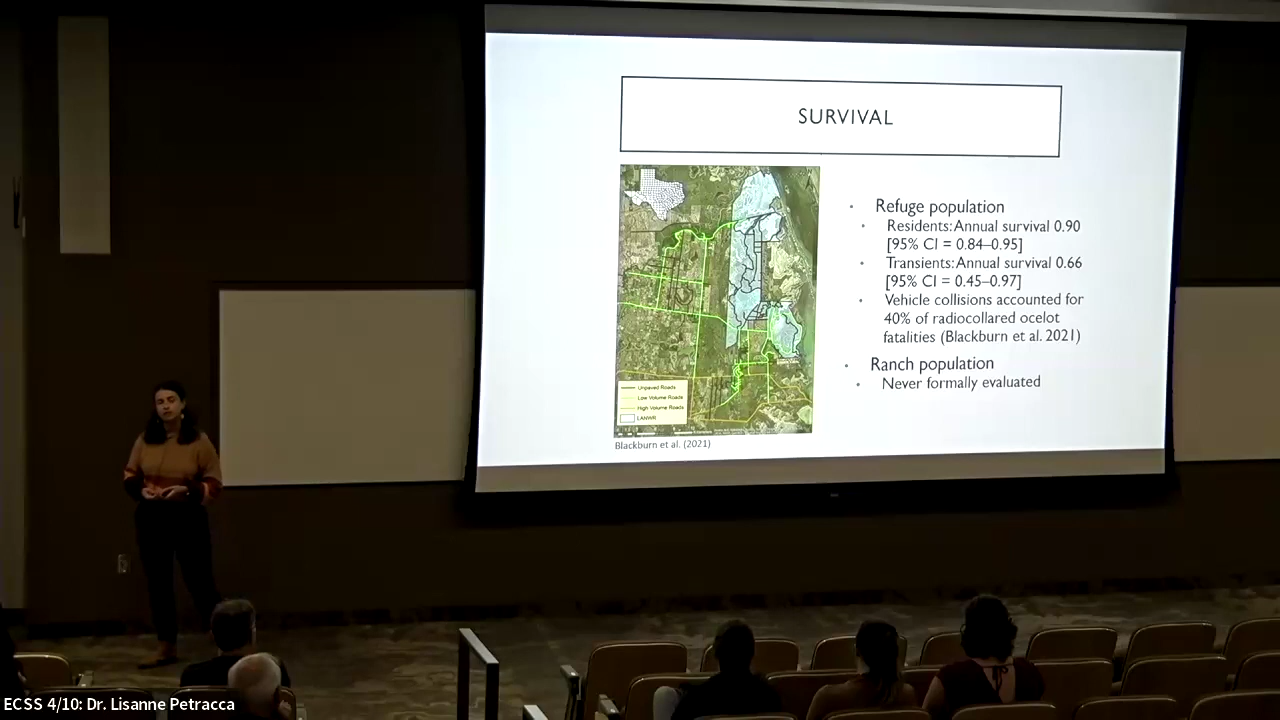 SURVIVAL
Unpaved Roads
Low Volume Roads
High Volume Roads
LANWR
Blackburn et al. (2021)
• Refuge population
• Residents: Annual survival 0.90
[95% CI = 0.84–0.95]
• Transients: Annual survival 0.66
[95% CI = 0.45–0.97]
• Vehicle collisions accounted for
40% of radiocollared ocelot
fatalities (Blackburn et al. 2021)
• Ranch population
• Never formally evaluated
ECSS 4/10: Dr. Lisanne Petracca